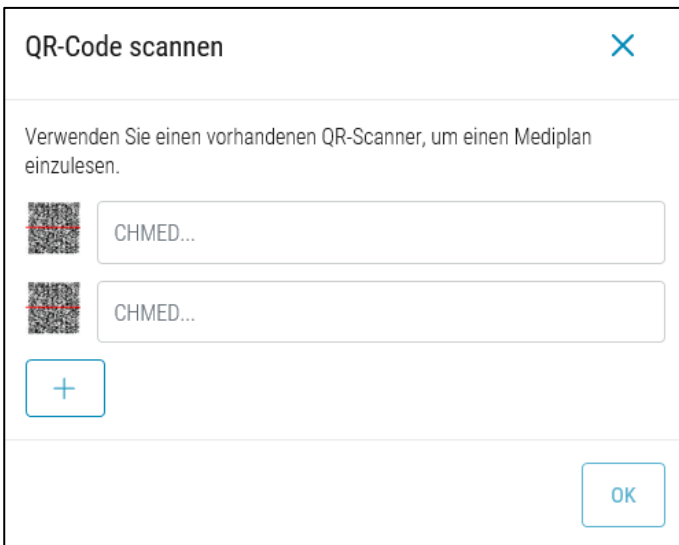 QR-Code scannen
Verwenden Sie einen vorhandenen QR-Scanner, um einen Mediplan
einzulesen.
CHMED...
CHMED...
+
OK